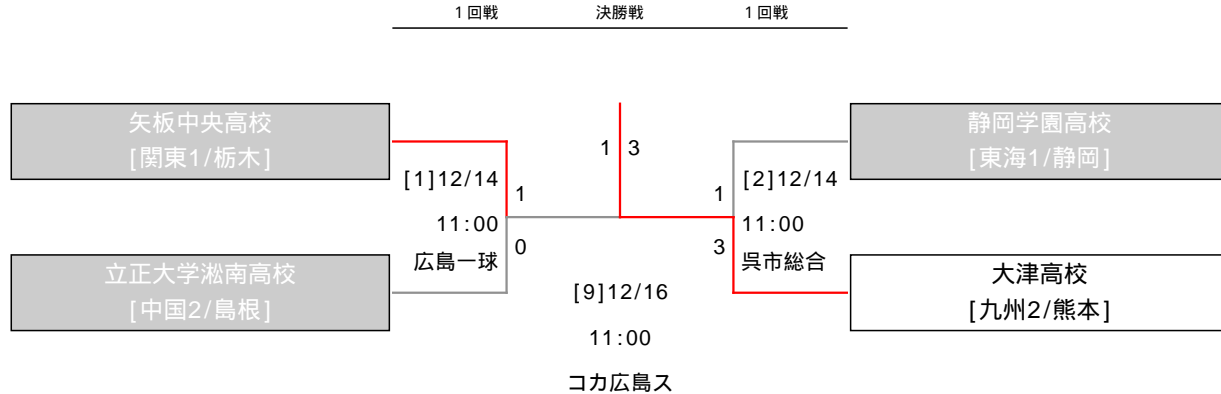 1回戦 決勝戦 1回戦
矢板中央高校
[関東1/栃木]
静岡学園高校
[東海1/静岡]
1 3
[1]12/14
1
11:00
0
広島一球
1
[2]12/14
11:00
3
呉市総合
立正大学淞南高校
[中国2/島根]
大津高校
[九州2/熊本]
[9]12/16
11:00
コカ広島ス